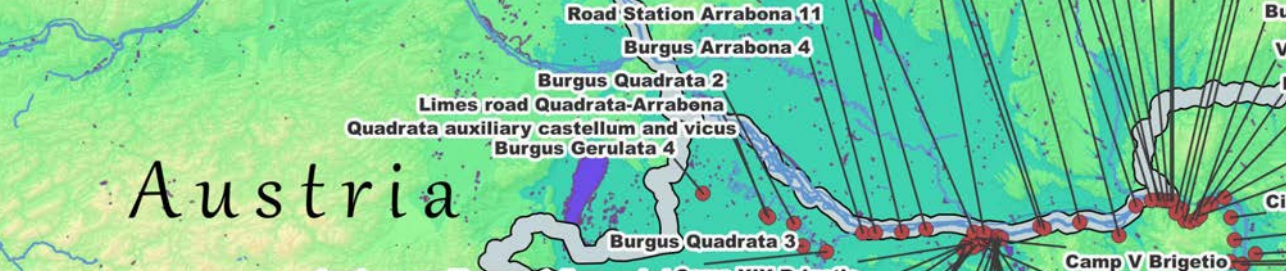 Road Station Arrabona 11
Burgus Arrabona 4
Burgus Quadrata 2
Limes road Quadrata-Arrabona
Quadrata auxiliary castellum and vicus
Burgus Gerulata 4
Austria
Burgus Quadrata 3
Camp V Brigetio